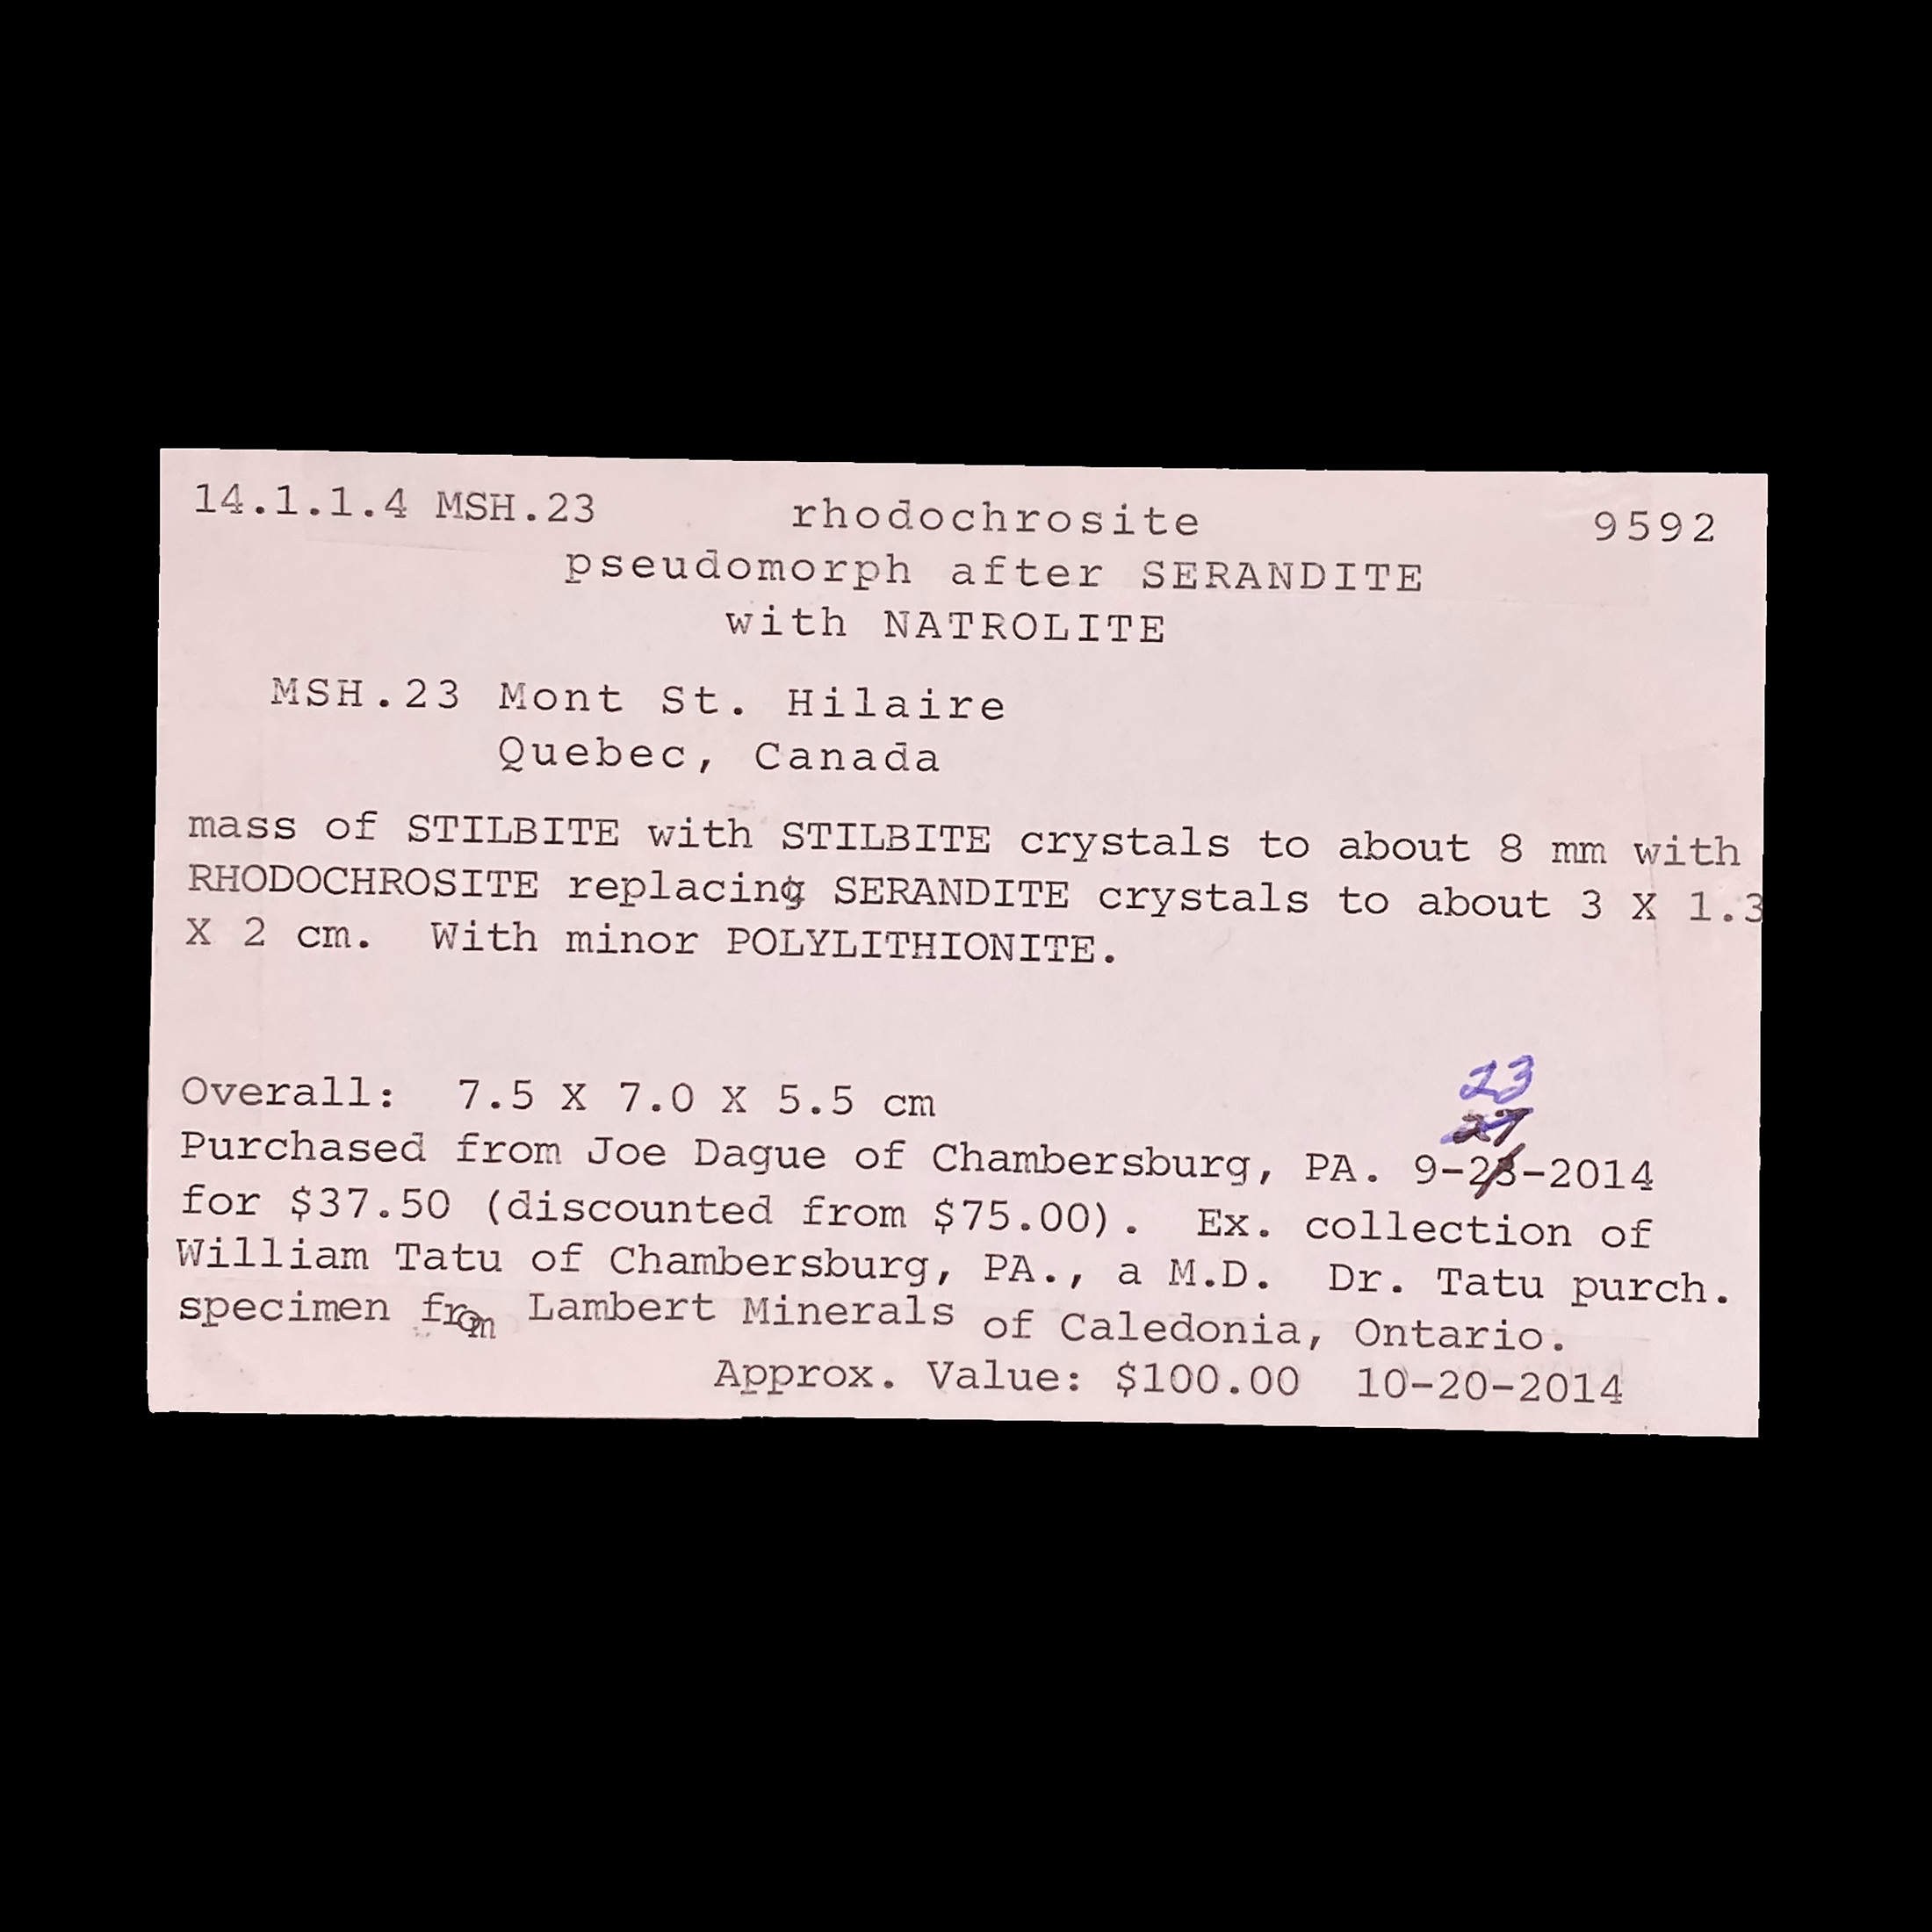 14.1.1.4 MSH.23 rhodochrosite 9592
pseudomorph after SERANDITE
with NATROLITE
MSH.23 Mont St. Hilaire
Quebec, Canada
mass of STILBITE with STILBITE crystals to about 8 mm with
RHODOCHROSITE replacing SERANDITE crystals to about 3 X 1.3
X 2 cm. With minor POLYLITHIONITE.
23
27
Overall: 7.5 X 7.0 X 5.5 cm
Purchased from Joe Dague of Chambersburg, PA. 9-23-2014
for $37.50 (discounted from $75.00). Ex. collection of
William Tatu of Chambersburg, PA., a M.D. Dr. Tatu purch.
specimen from Lambert Minerals of Caledonia, Ontario.
Approx. Value: $100.00 10-20-2014